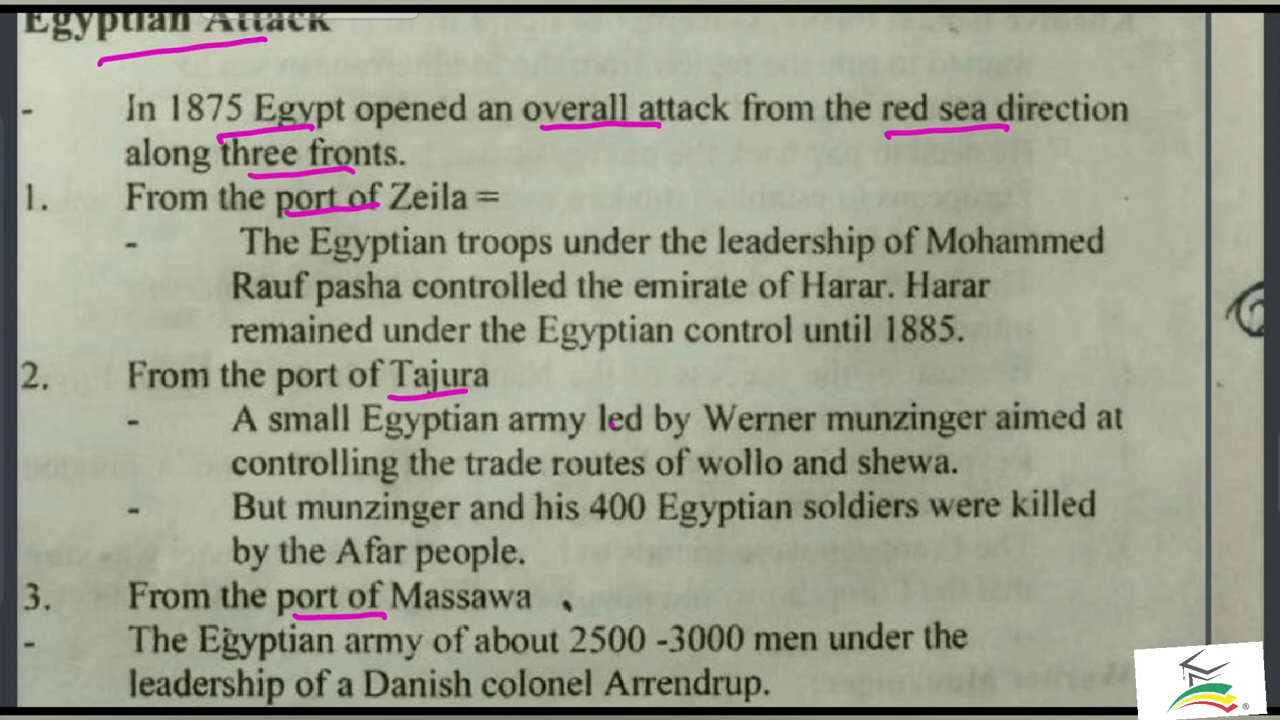 Egyptian Attack
- In 1875 Egypt opened an overall attack from the red sea direction
along three fronts.
1. From the port of Zeila =
- The Egyptian troops under the leadership of Mohammed
Rauf pasha controlled the emirate of Harar. Harar
remained under the Egyptian control until 1885.
2. From the port of Tajura
- A small Egyptian army led by Werner munzinger aimed at
controlling the trade routes of wollo and shewa.
- But munzinger and his 400 Egyptian soldiers were killed
by the Afar people.
3. From the port of Massawa
- The Egyptian army of about 2500 -3000 men under the
leadership of a Danish colonel Arrendrup.